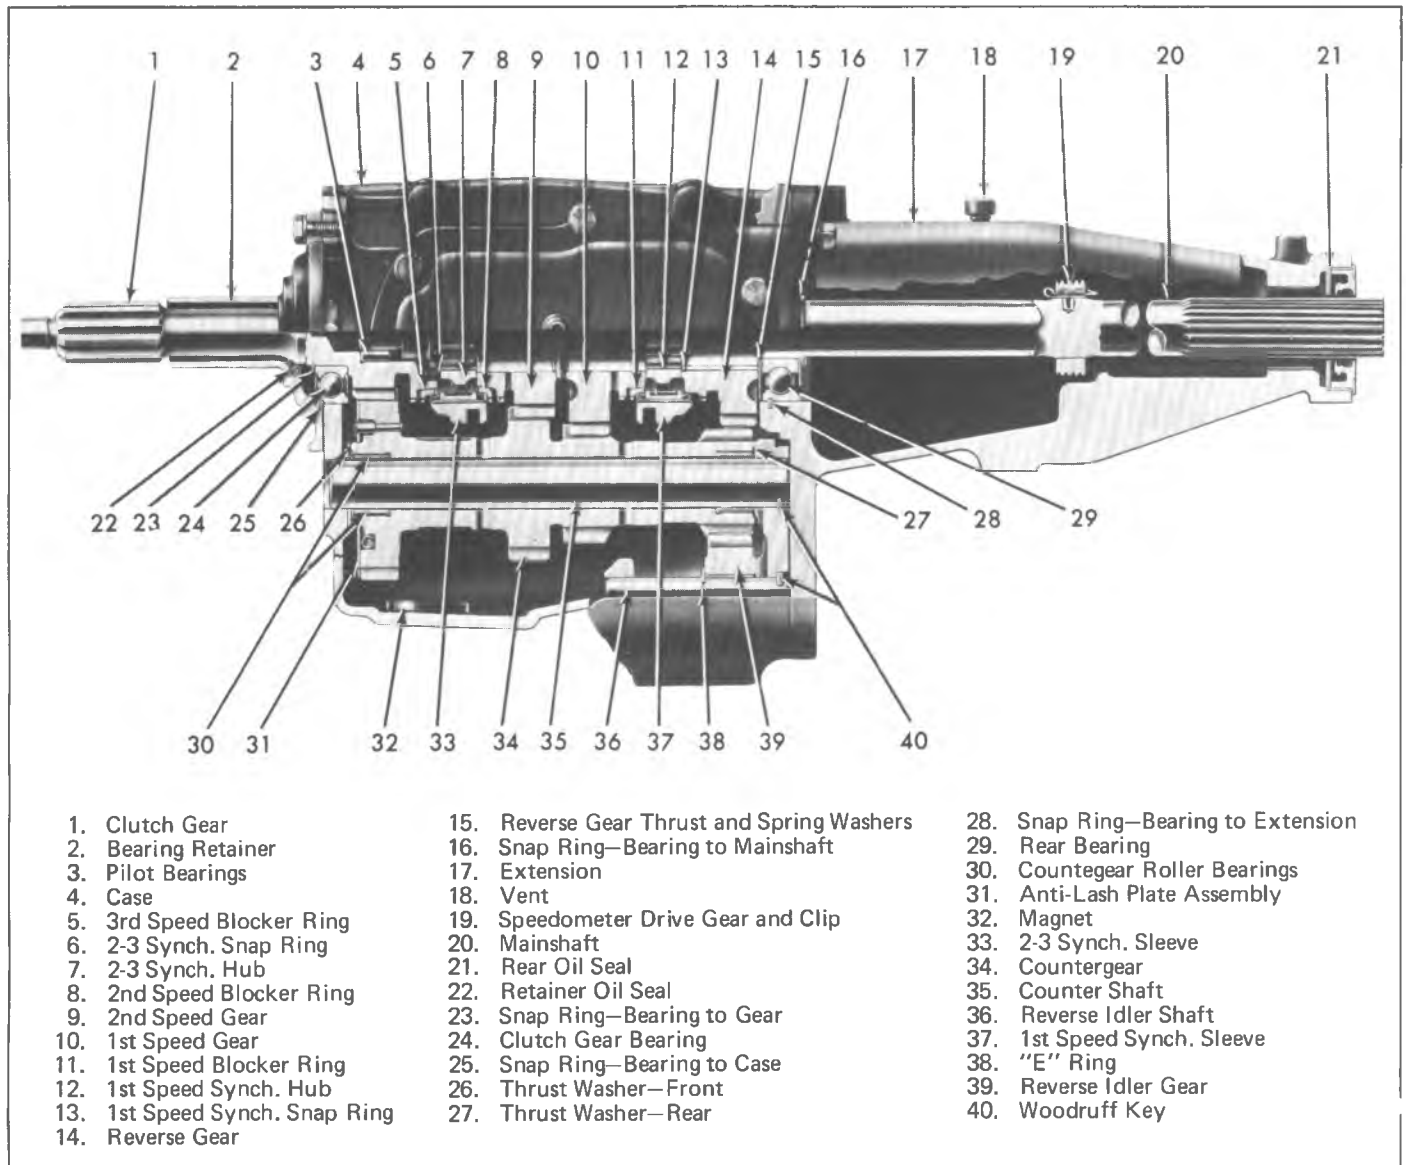 1 2 3 4 5 6 7 8 9 10 11 12 13 14 15 16 17 18 19 20 21
22 23 24 25 26 27 28 29
30 31 32 33 34 35 36 37 38 39 40
1. Clutch Gear
2. Bearing Retainer
3. Pilot Bearings
4. Case
5. 3rd Speed Blocker Ring
6. 2-3 Synch. Snap Ring
7. 2-3 Synch. Hub
8. 2nd Speed Blocker Ring
9. 2nd Speed Gear
10. 1st Speed Gear
11. 1st Speed Blocker Ring
12. 1st Speed Synch. Hub
13. 1st Speed Synch. Snap Ring
14. Reverse Gear
15. Reverse Gear Thrust and Spring Washers
16. Snap Ring—Bearing to Mainshaft
17. Extension
18. Vent
19. Speedometer Drive Gear and Clip
20. Mainshaft
21. Rear Oil Seal
22. Retainer Oil Seal
23. Snap Ring—Bearing to Gear
24. Clutch Gear Bearing
25. Snap Ring—Bearing to Case
26. Thrust Washer—Front
27. Thrust Washer—Rear
28. Snap Ring—Bearing to Extension
29. Rear Bearing
30. Countegear Roller Bearings
31. Anti-Lash Plate Assembly
32. Magnet
33. 2-3 Synch. Sleeve
34. Countergear
35. Counter Shaft
36. Reverse Idler Shaft
37. 1st Speed Synch. Sleeve
38. "E" Ring
39. Reverse Idler Gear
40. Woodruff Key